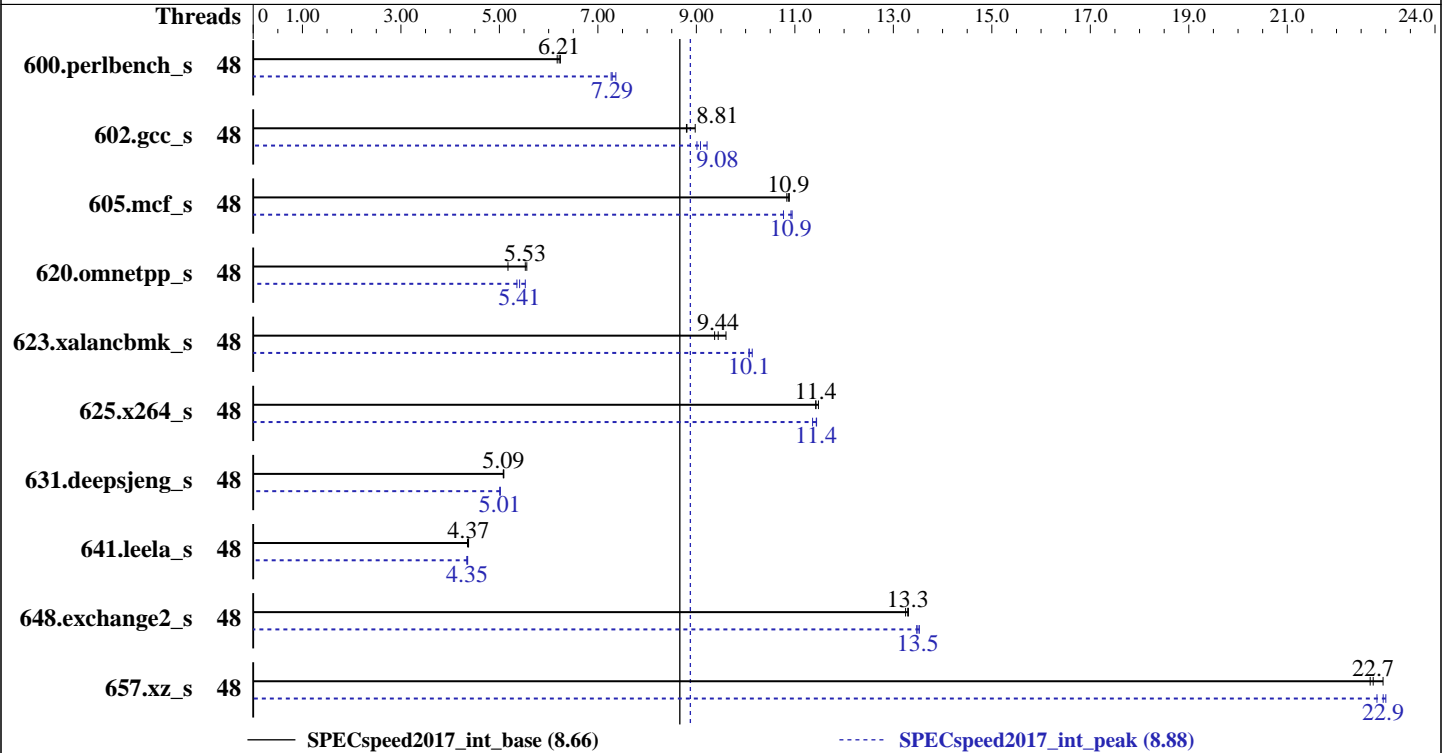 Threads 0 1.00 3.00 5.00 7.00 9.00 11.0 13.0 15.0 17.0 19.0 21.0 24.0
6.21
600.perlbench_s 48
7.29
8.81
602.gcc_s 48
9.08
10.9
605.mcf_s 48
10.9
5.53
620.omnetpp_s 48
5.41
9.44
623.xalancbmk_s 48
10.1
11.4
625.x264_s 48
11.4
5.09
631.deepsjeng_s 48
5.01
4.37
641.leela_s 48
4.35
13.3
648.exchange2_s 48
13.5
22.7
657.xz_s 48
22.9
SPECspeed2017_int_base (8.66) SPECspeed2017_int_peak (8.88)